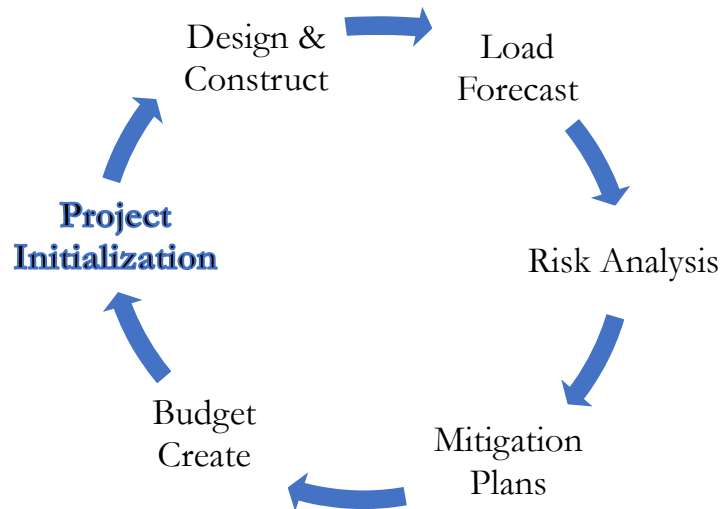 Design &
Construct
Load
Forecast
Project
Initialization
Risk Analysis
Budget
Create
Mitigation
Plans